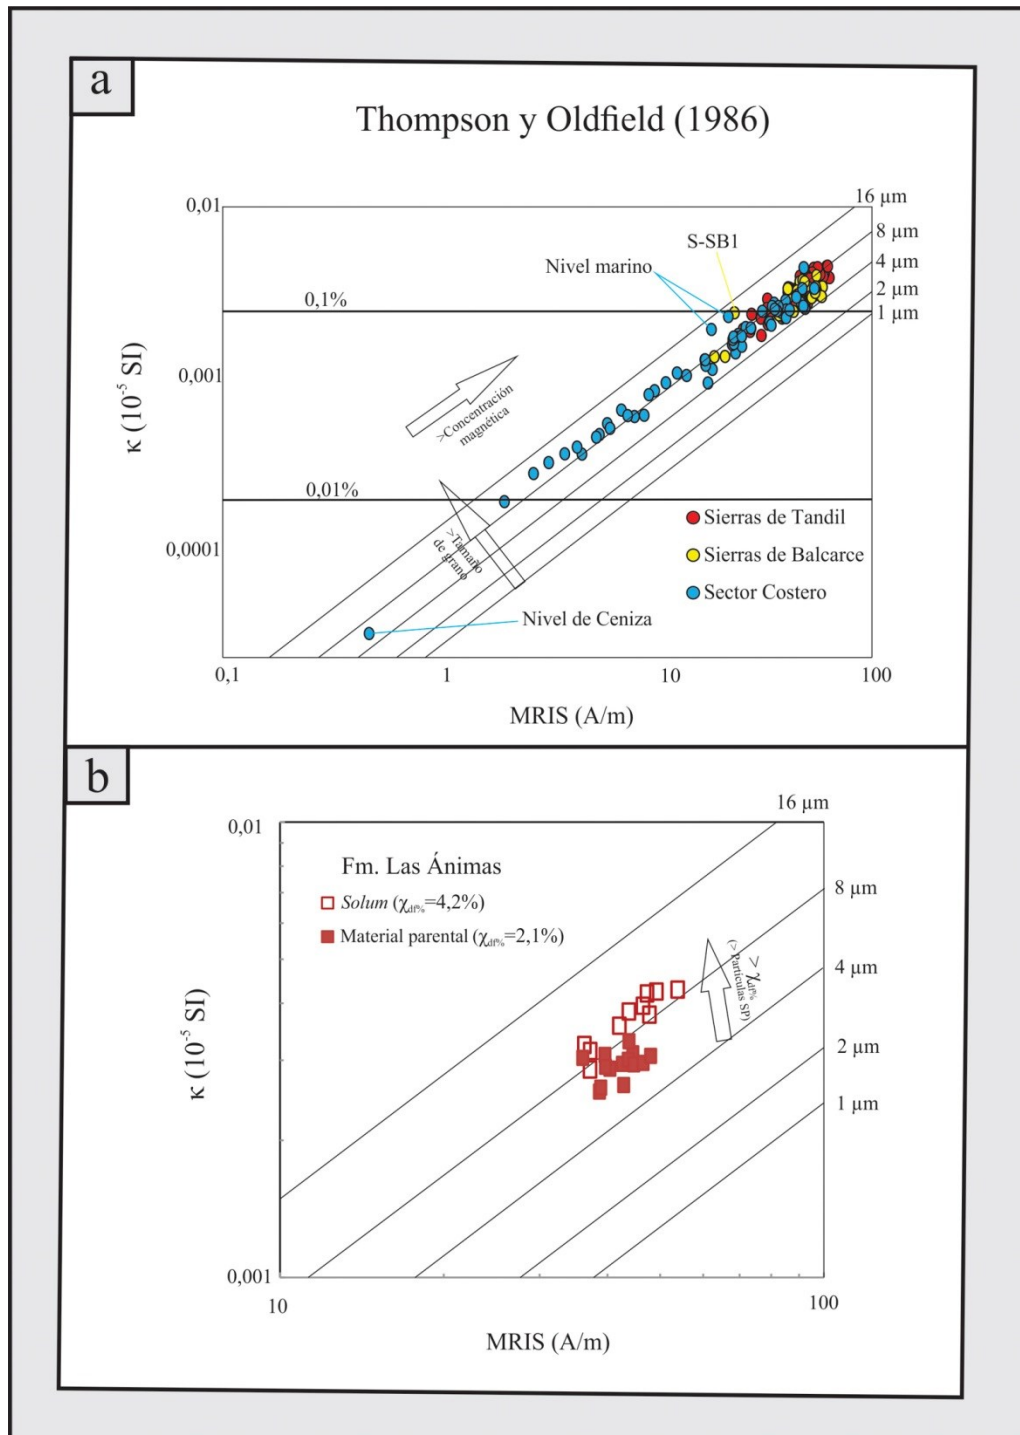 a
Thompson y Oldfield (1986)
0,01
0,001
0,0001
κ (10⁻⁵ SI)
16 µm
8 µm
4 µm
2 µm
1 µm
S-SB1
Nivel marino
0,1%
>Concentración
magnética
0,01%
>Tamaño
de grano
Sierras de Tandil
Sierras de Balcarce
Sector Costero
Nivel de Ceniza
0,1
1
10
100
MRIS (A/m)
b
0,01
0,001
κ (10⁻⁵ SI)
16 µm
8 µm
4 µm
2 µm
1 µm
Fm. Las Ánimas
Solum (χdf%=4,2%)
Material parental (χdf%=2,1%)
> χdf%
(> Partículas SP)
10
100
MRIS (A/m)